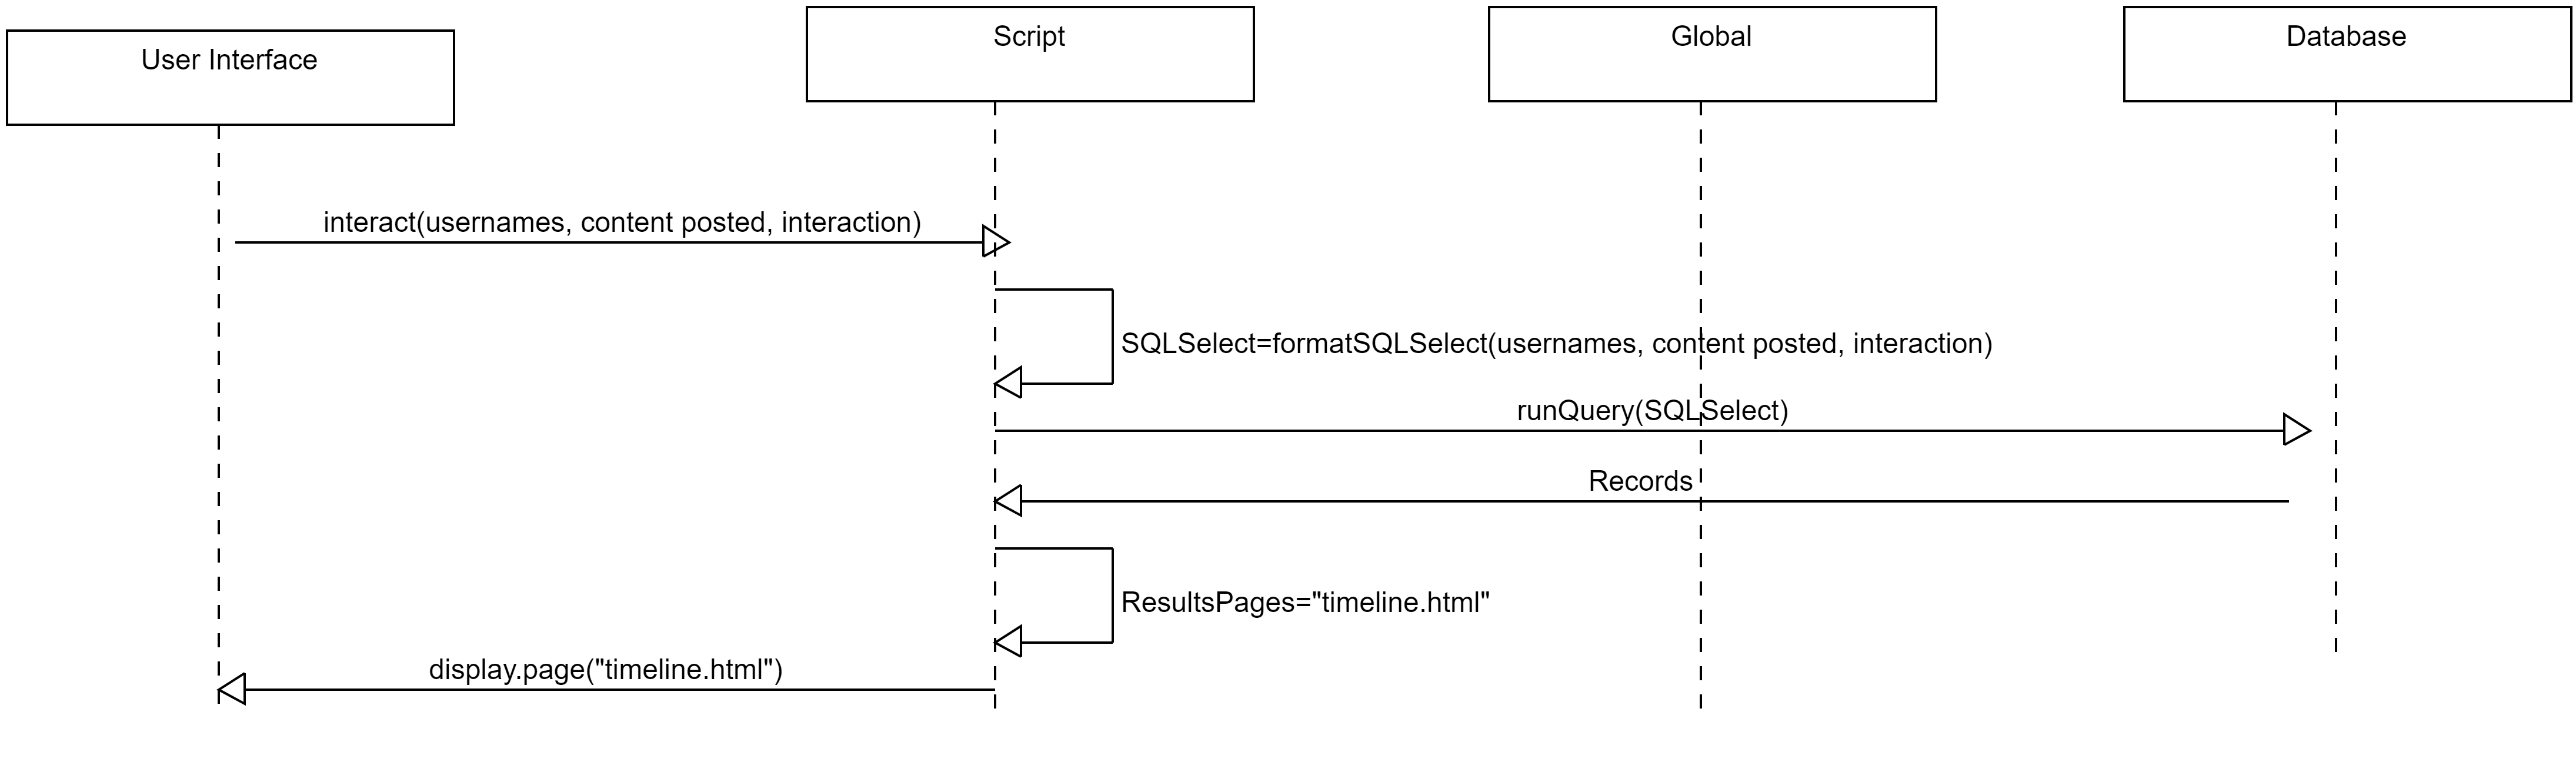 User Interface
Script
Global
Database
interact(usernames, content posted, interaction)
SQLSelect=formatSQLSelect(usernames, content posted, interaction)
runQuery(SQLSelect)
Records
ResultsPages="timeline.html"
display.page("timeline.html")